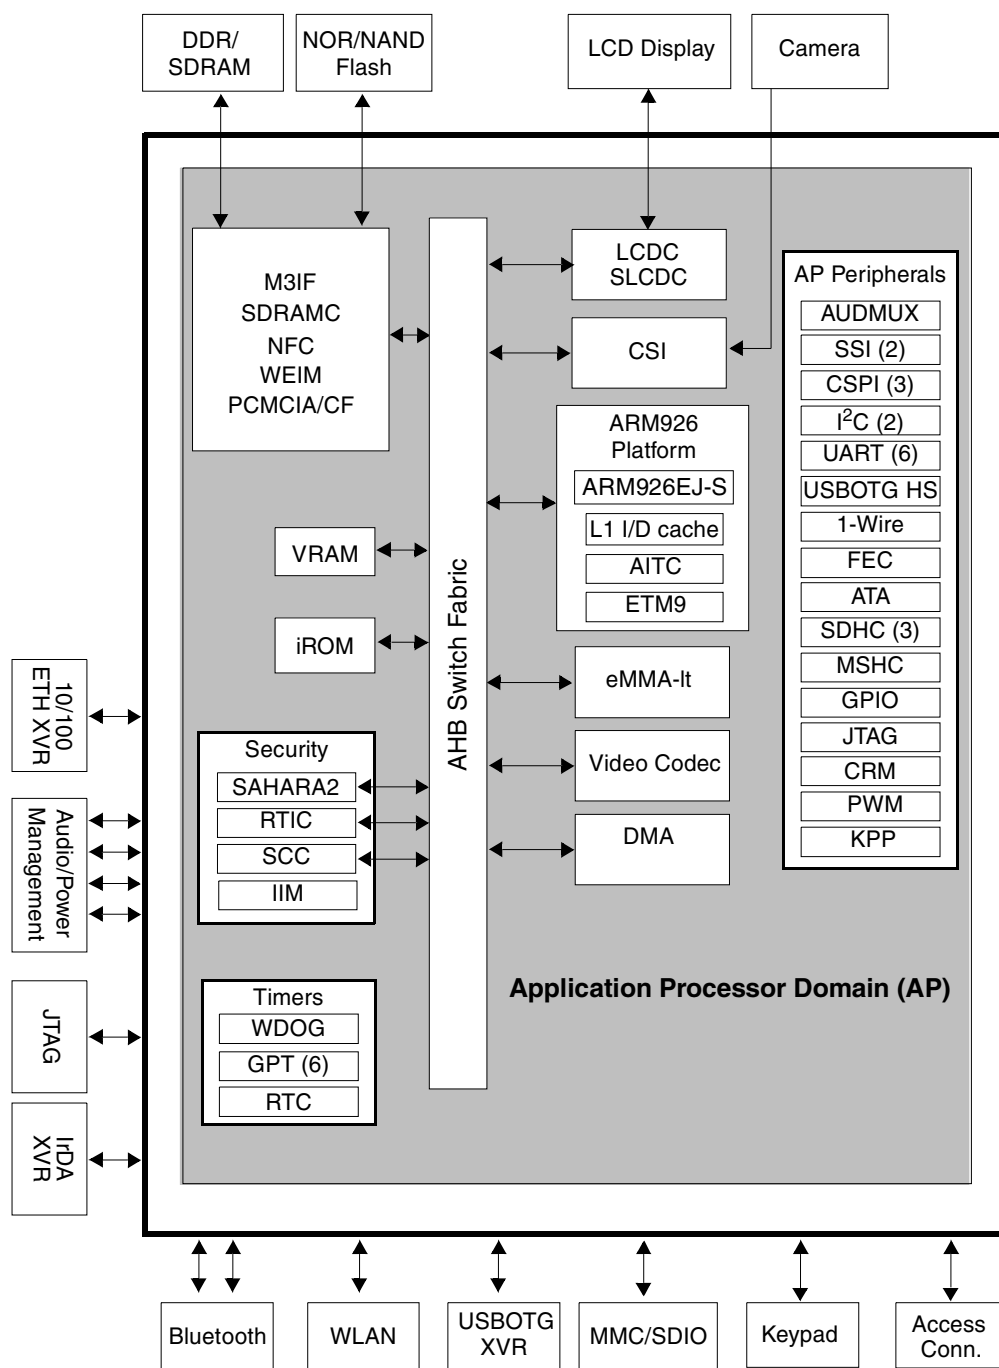 DDR/
SDRAM
NOR/NAND
Flash
LCD Display
Camera
M3IF
SDRAMC
NFC
WEIM
PCMCIA/CF
VRAM
iROM
AHB Switch Fabric
LCDC
SLCDC
CSI
ARM926
Platform
ARM926EJ-S
L1 I/D cache
AITC
ETM9
eMMA-lt
Video Codec
DMA
AP Peripherals
AUDMUX
SSI (2)
CSPI (3)
I²C (2)
UART (6)
USBOTG HS
1-Wire
FEC
ATA
SDHC (3)
MSHC
GPIO
JTAG
CRM
PWM
KPP
Security
SAHARA2
RTIC
SCC
IIM
Timers
WDOG
GPT (6)
RTC
Application Processor Domain (AP)
10/100
ETH XVR
Audio/Power
Management
JTAG
IrDA
XVR
Bluetooth
WLAN
USBOTG
XVR
MMC/SDIO
Keypad
Access
Conn.